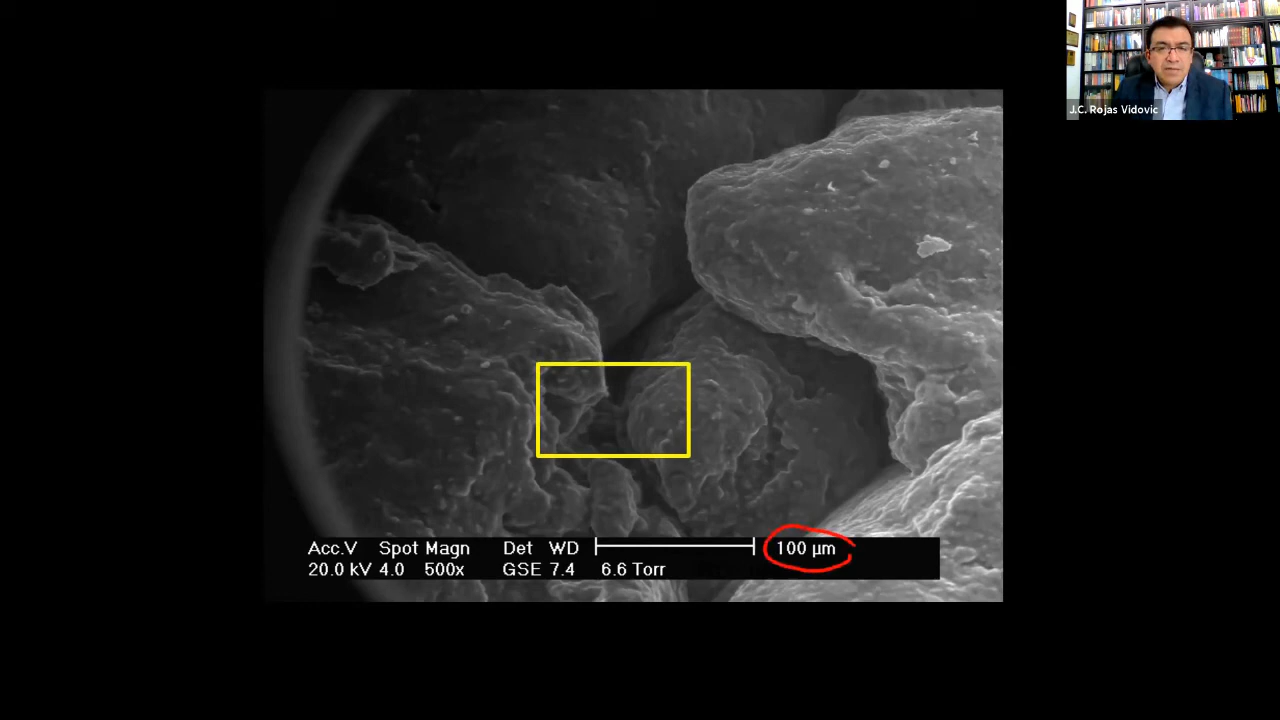 J.C. Rojas Vidovic
Acc.V Spot Magn Det WD 100 µm
20.0 kV 4.0 500x GSE 7.4 6.6 Torr